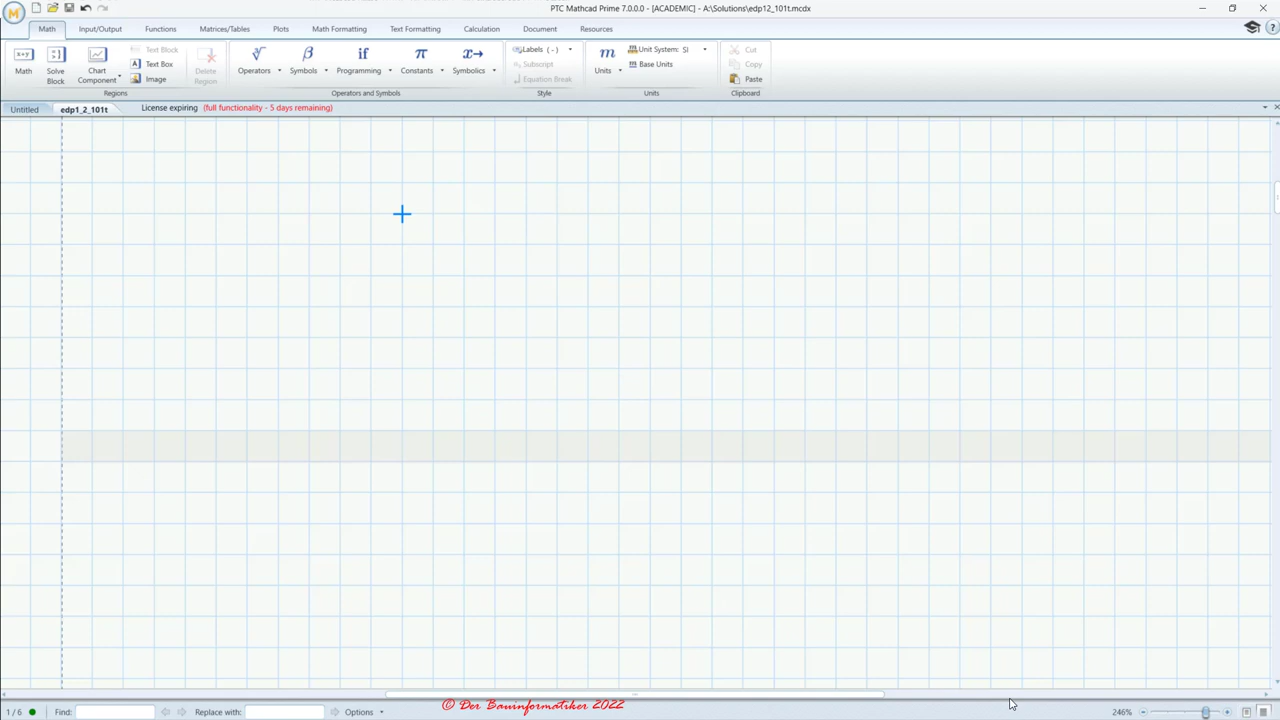 PTC Mathcad Prime 7.0.0.0 - [ACADEMIC] - A:\Solutions\edp12_101t.mcdx
Math Input/Output Functions Matrices/Tables Plots Math Formatting Text Formatting Calculation Document Resources
Math
Solve Block
Chart Component
Text Block
Text Box
Image
Delete Region
Operators
Symbols
if
Programming
π
Constants
Symbolics
Labels ( - )
Subscript
Equation Break
m
Units
Unit System: SI
Base Units
Cut
Copy
Paste
Regions Operators and Symbols Style Units Clipboard
Untitled edp1_2_101t License expiring (full functionality - 5 days remaining)
1 / 6 Find: Replace with: Options © Der Bauinformatiker 2022 246%